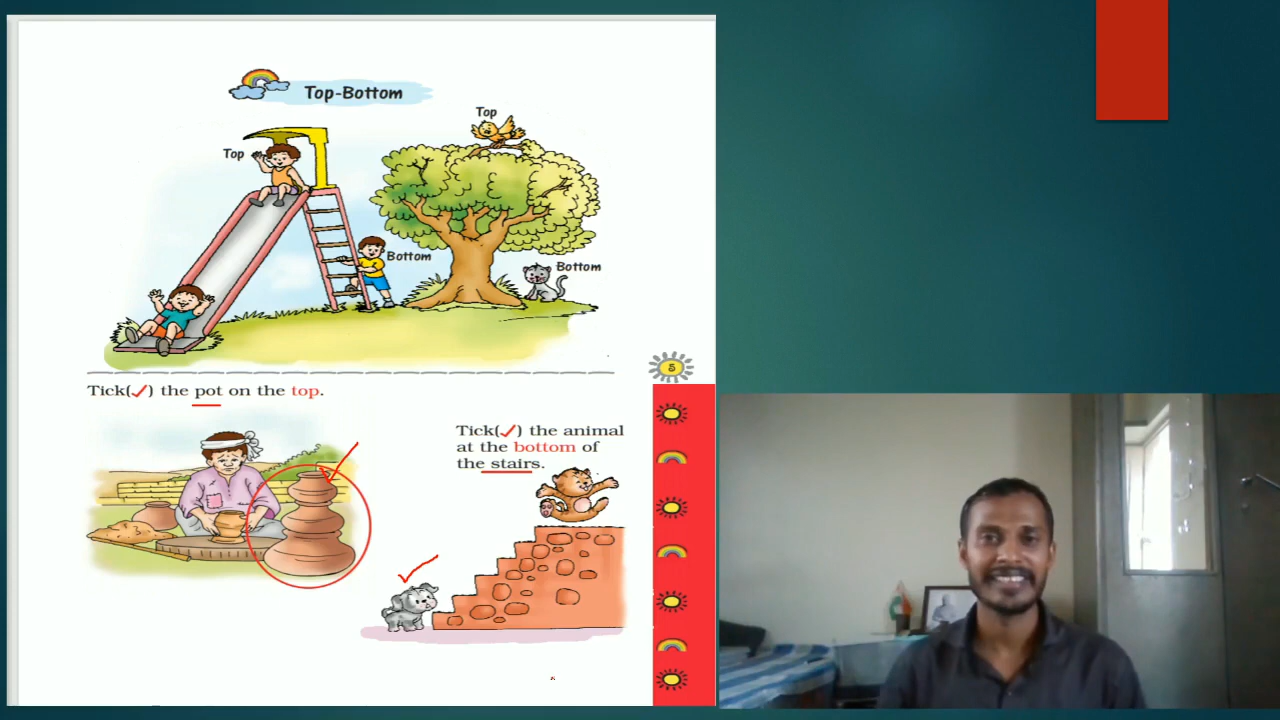 Top-Bottom
Top
Top
Bottom
Bottom
5
Tick(✓) the pot on the top.
Tick(✓) the animal
at the bottom of
the stairs.